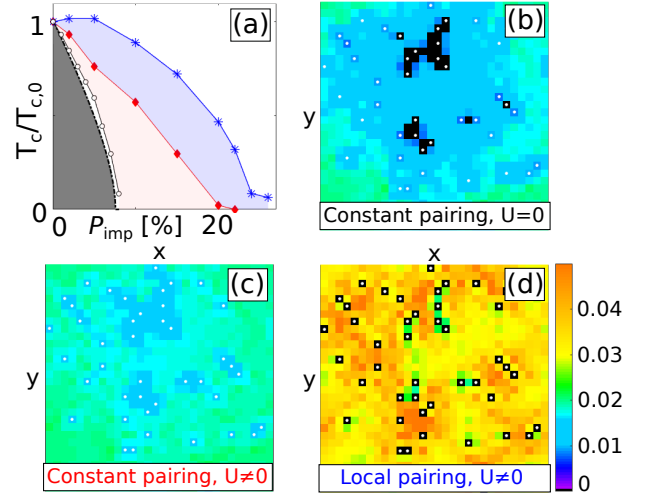 1
(a)
T_c/T_{c,0}
0
0
20
P_imp [%]
(b)
y
Constant pairing, U=0
x
x
(c)
y
Constant pairing, U≠0
(d)
Local pairing, U≠0
0.04
0.03
0.02
0.01
0